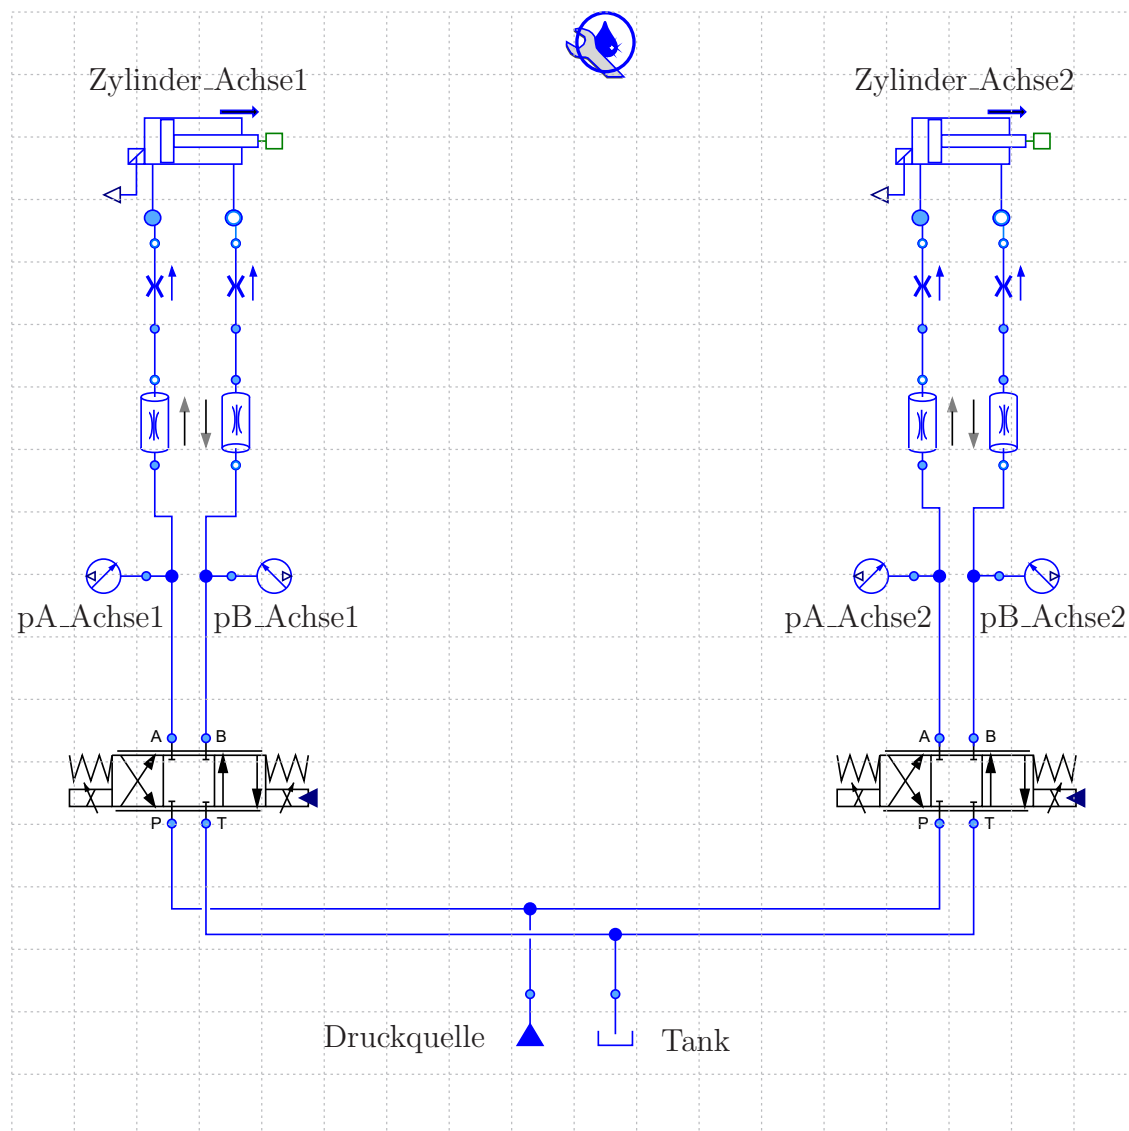 Zylinder_Achse1
Zylinder_Achse2
pA_Achse1
pB_Achse1
pA_Achse2
pB_Achse2
A
B
A
B
P
T
P
T
Druckquelle
Tank